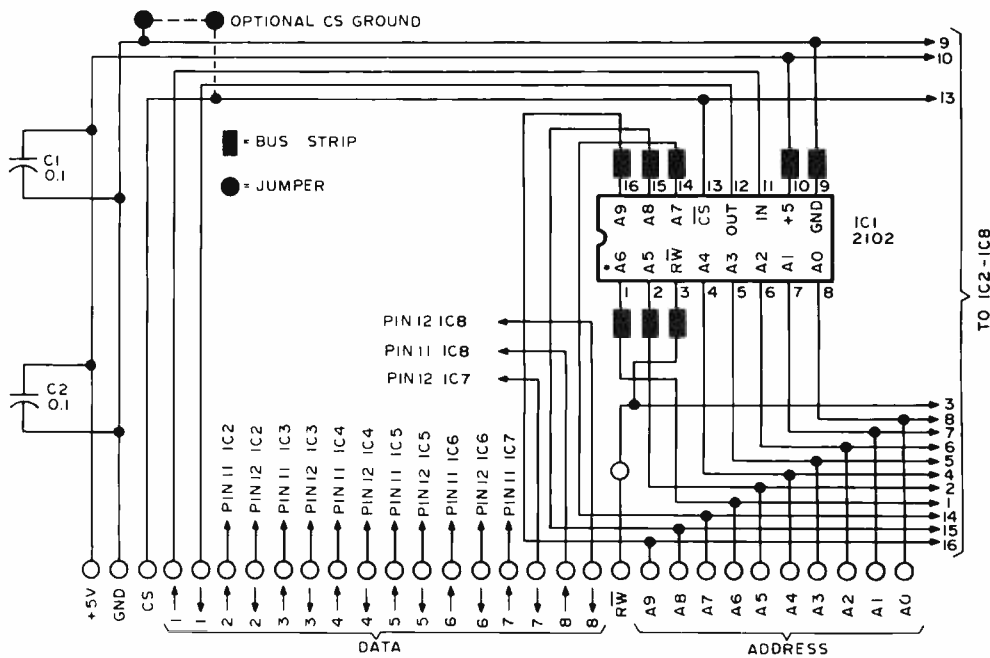 OPTIONAL CS GROUND
9
10
13
= BUS STRIP
= JUMPER
C1
0.1
16 15 14 13 12 11 10 9
A9 A8 A7 CS OUT IN +5 GND
A6 A5 RW A4 A3 A2 A1 A0
1 2 3 4 5 6 7 8
IC1
2102
TO IC2-IC8
PIN 12 IC8
PIN 11 IC8
PIN 12 IC7
C2
0.1
3
8
7
6
5
4
2
1
14
15
16
PIN 11 IC2
PIN 12 IC2
PIN 11 IC3
PIN 12 IC3
PIN 11 IC4
PIN 12 IC4
PIN 11 IC5
PIN 12 IC5
PIN 11 IC6
PIN 12 IC6
PIN 11 IC7
+5V GND CS 1 1 2 2 3 3 4 4 5 5 6 6 7 7 8 8 RW A9 A8 A7 A6 A5 A4 A3 A2 A1 A0
DATA
ADDRESS